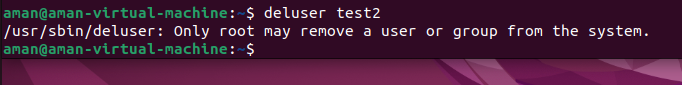 aman@aman-virtual-machine:~$ deluser test2
/usr/sbin/deluser: Only root may remove a user or group from the system.
aman@aman-virtual-machine:~$